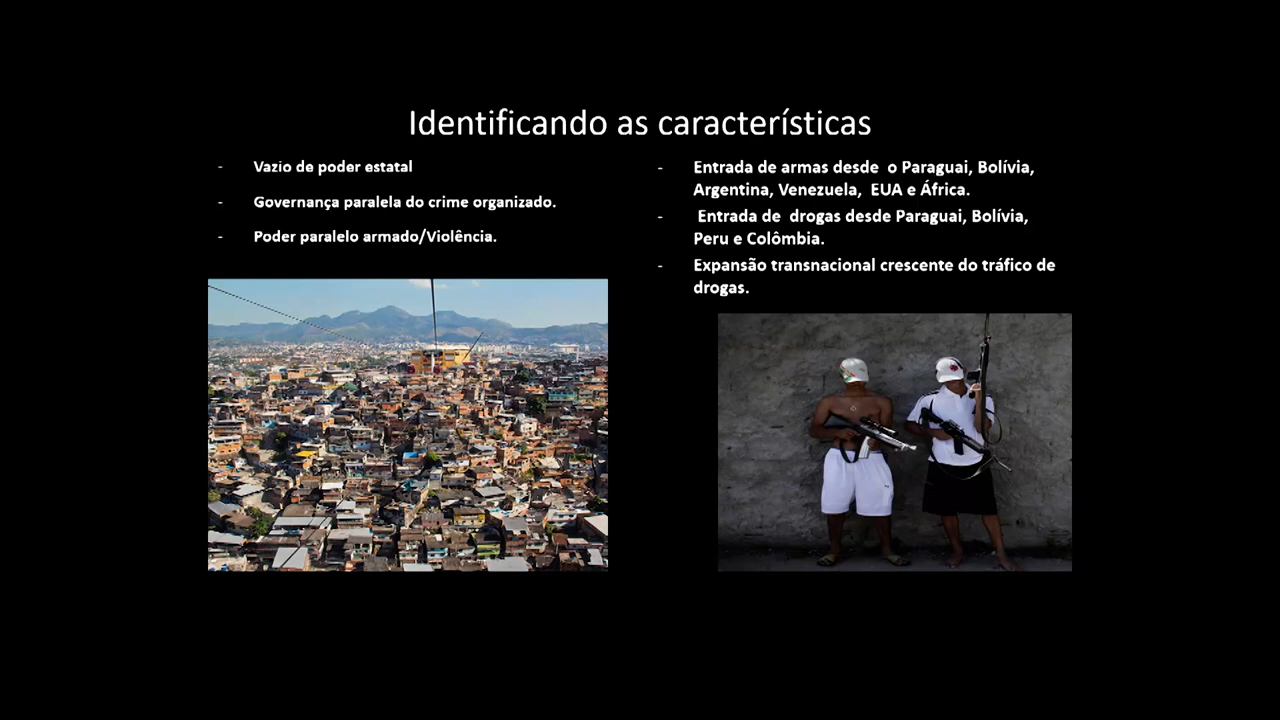 Identificando as características
- Vazio de poder estatal
- Governança paralela do crime organizado.
- Poder paralelo armado/Violência.
- Entrada de armas desde o Paraguai, Bolívia,
Argentina, Venezuela, EUA e África.
- Entrada de drogas desde Paraguai, Bolívia,
Peru e Colômbia.
- Expansão transnacional crescente do tráfico de
drogas.